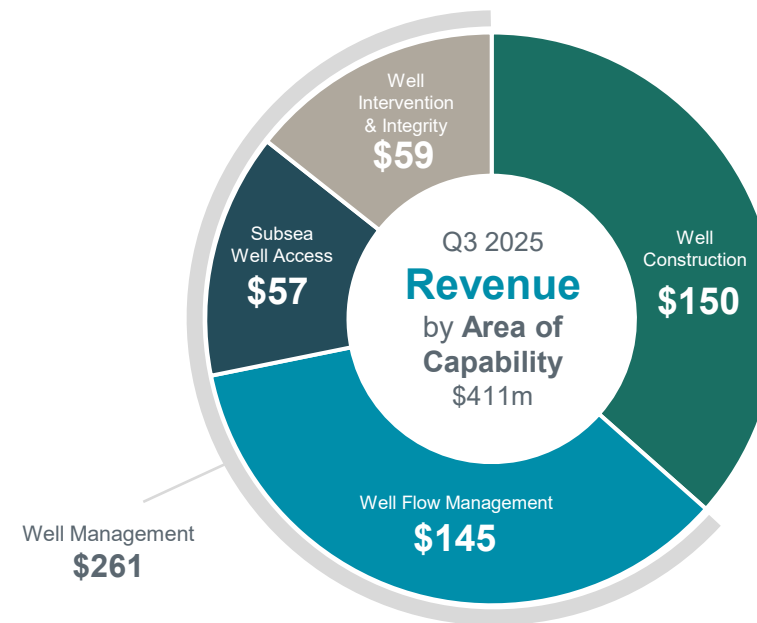 Well
Intervention
& Integrity
$59
Subsea
Well Access
$57
Q3 2025
Revenue
by Area of
Capability
$411m
Well
Construction
$150
Well Flow Management
$145
Well Management
$261